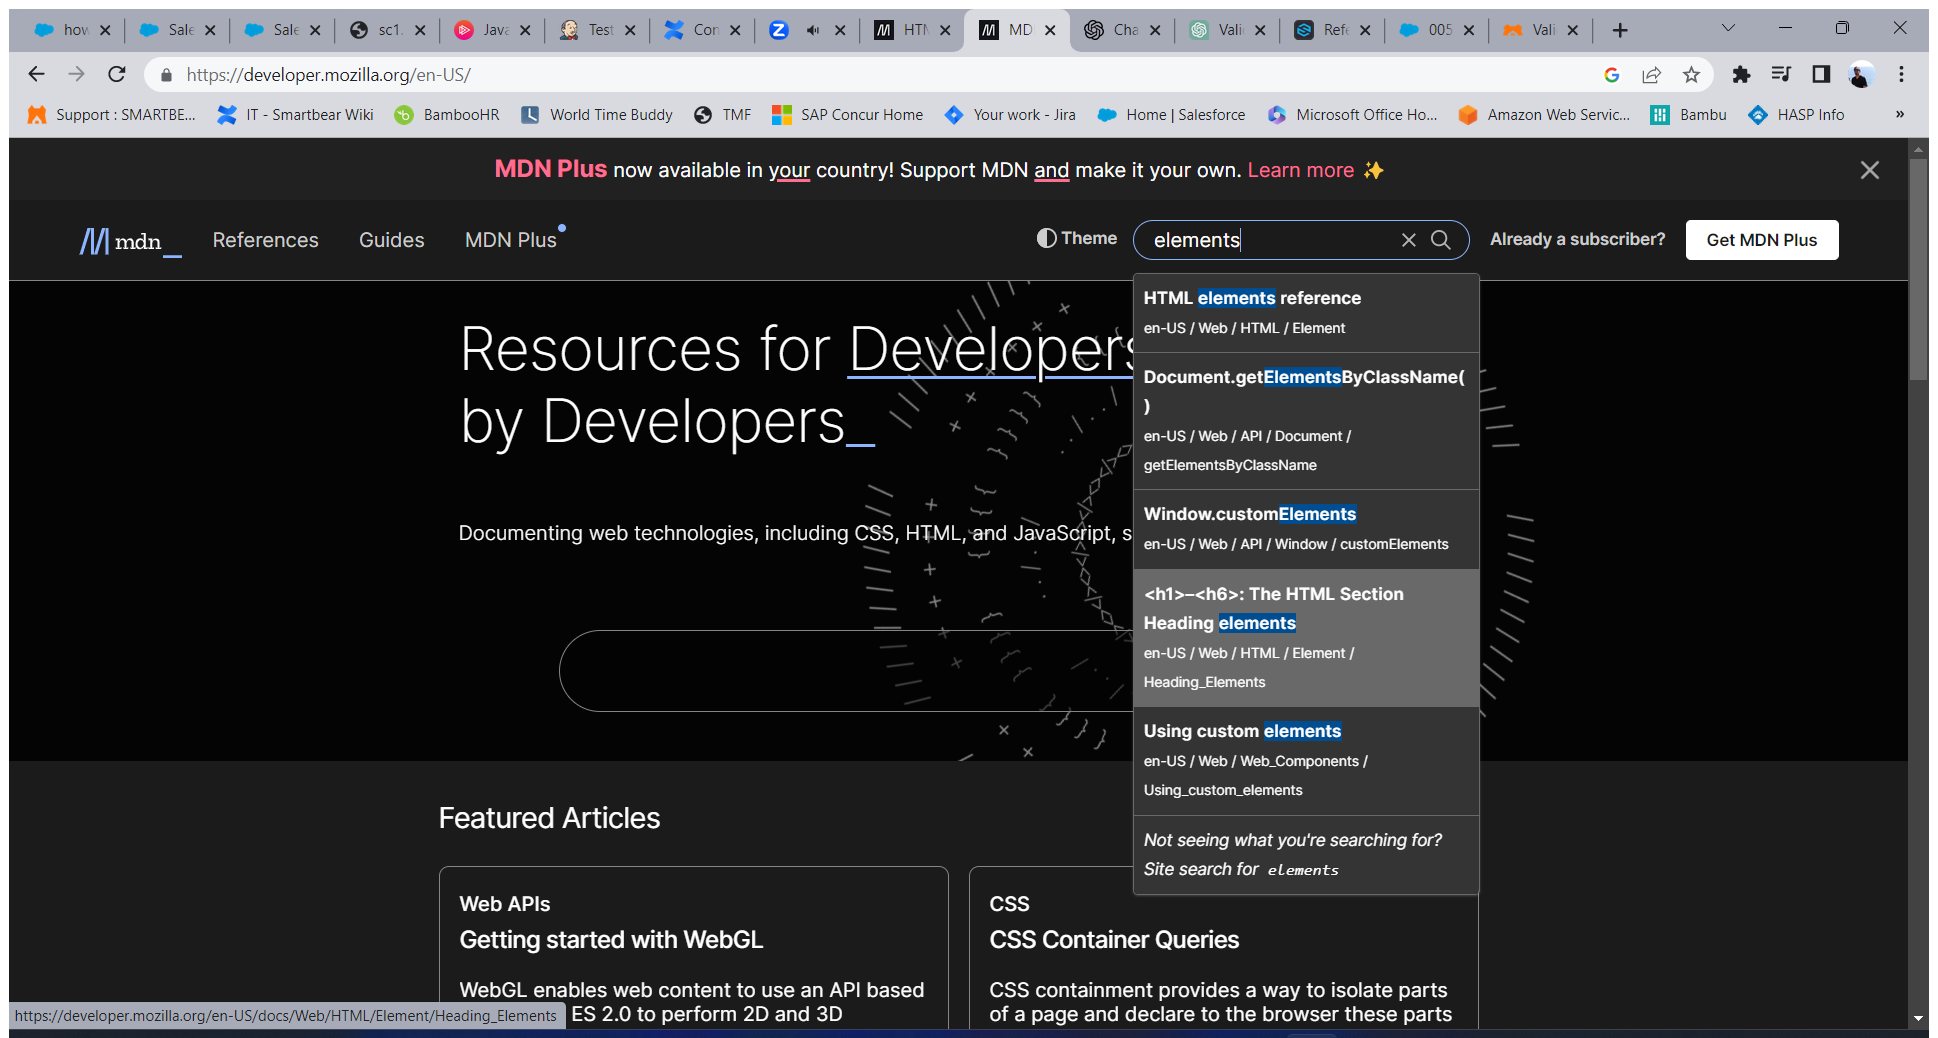 how
Sale
Sale
sc1.
Java
Test
Con
HTM
MD
Cha
Vali
Refe
005
Vali
https://developer.mozilla.org/en-US/
Support : SMARTBE...
IT - Smartbear Wiki
BambooHR
World Time Buddy
TMF
SAP Concur Home
Your work - Jira
Home | Salesforce
Microsoft Office Ho...
Amazon Web Servic...
Bambu
HASP Info
»
MDN Plus now available in your country! Support MDN and make it your own. Learn more ✨
mdn_
References
Guides
MDN Plus
Theme
elements
Already a subscriber?
Get MDN Plus
Resources for Developers
by Developers_
Documenting web technologies, including CSS, HTML, and JavaScript, s
HTML elements reference
en-US / Web / HTML / Element
Document.getElementsByClassName(
)
en-US / Web / API / Document /
getElementsByClassName
Window.customElements
en-US / Web / API / Window / customElements
<h1>–<h6>: The HTML Section
Heading elements
en-US / Web / HTML / Element /
Heading_Elements
Using custom elements
en-US / Web / Web_Components /
Using_custom_elements
Not seeing what you're searching for?
Site search for elements
Featured Articles
Web APIs
Getting started with WebGL
WebGL enables web content to use an API based
ES 2.0 to perform 2D and 3D
CSS
CSS Container Queries
CSS containment provides a way to isolate parts
of a page and declare to the browser these parts
https://developer.mozilla.org/en-US/docs/Web/HTML/Element/Heading_Elements